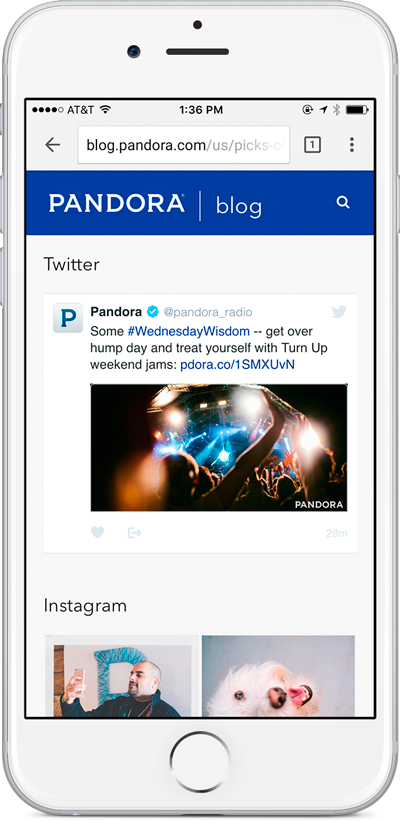 AT&T 1:36 PM
blog.pandora.com/us/picks-o
1
PANDORA blog
Twitter
P
Pandora @pandora_radio
Some #WednesdayWisdom -- get over
hump day and treat yourself with Turn Up
weekend jams: pdora.co/1SMXUvN
PANDORA
28m
Instagram